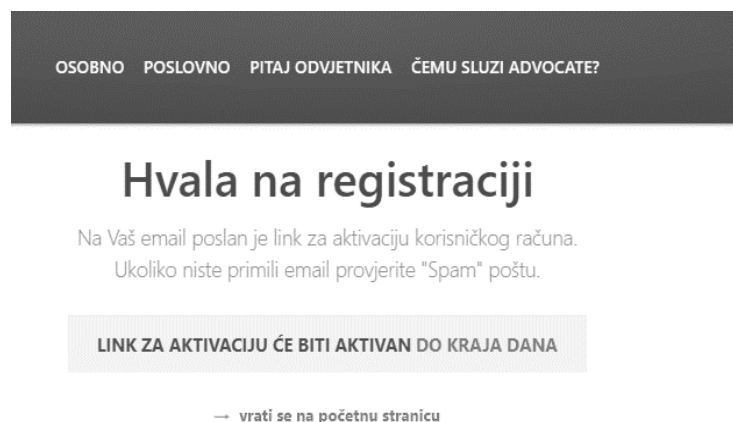 OSOBNO POSLOVNO PITAJ ODVJETNIKA ČEMU SLUZI ADVOCATE?
Hvala na registraciji
Na Vaš email poslan je link za aktivaciju korisničkog računa.
Ukoliko niste primili email provjerite "Spam" poštu.
LINK ZA AKTIVACIJU ĆE BITI AKTIVAN DO KRAJA DANA
→ vrati se na početnu stranicu